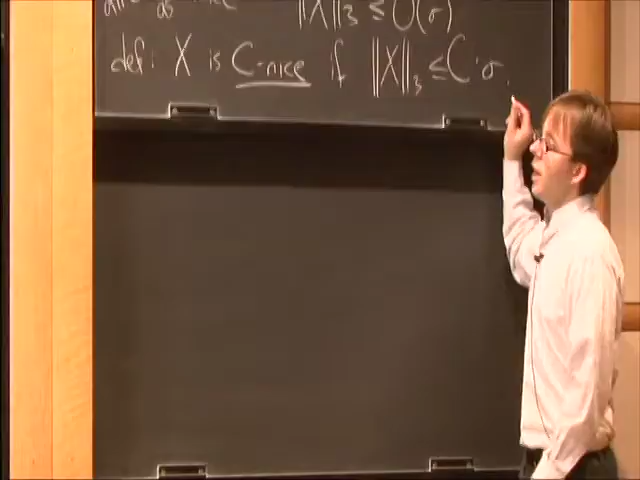 ‖X‖₃ ≤ O(σ)
def: X is C-nice if ‖X‖₃ ≤ C·σ.